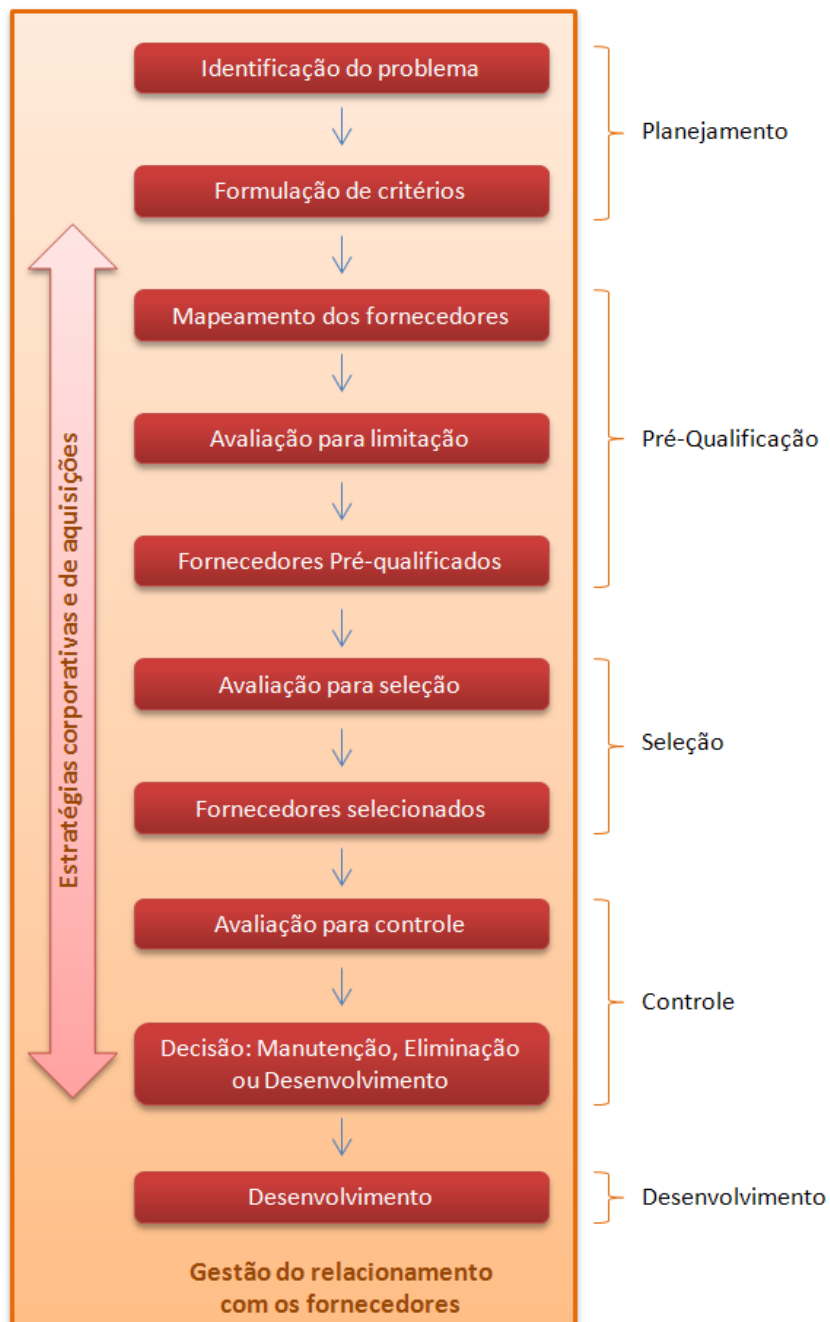 Identificação do problema
Planejamento
Formulação de critérios
Mapeamento dos fornecedores
Avaliação para limitação
Pré-Qualificação
Fornecedores Pré-qualificados
Estratégias corporativas e de aquisições
Avaliação para seleção
Seleção
Fornecedores selecionados
Avaliação para controle
Controle
Decisão: Manutenção, Eliminação
ou Desenvolvimento
Desenvolvimento
Desenvolvimento
Gestão do relacionamento
com os fornecedores